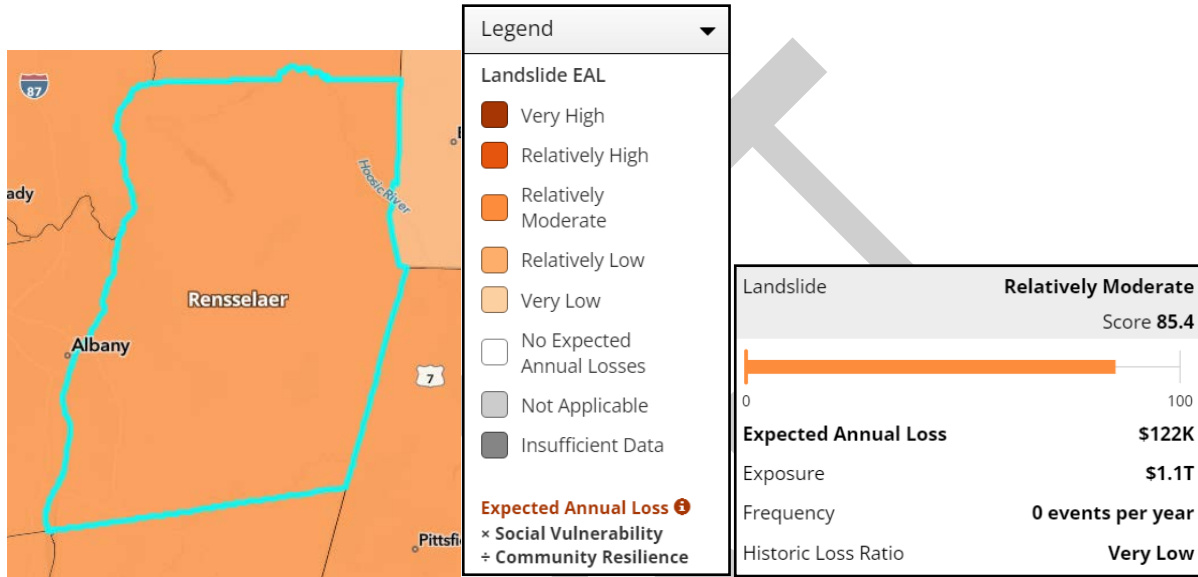 87
ady
Hoosic River
Rensselaer
Albany
7
Pittsfi
Legend
Landslide EAL
Very High
Relatively High
Relatively
Moderate
Relatively Low
Very Low
No Expected
Annual Losses
Not Applicable
Insufficient Data
Expected Annual Loss
× Social Vulnerability
÷ Community Resilience
Landslide Relatively Moderate
Score 85.4
0 100
Expected Annual Loss $122K
Exposure $1.1T
Frequency 0 events per year
Historic Loss Ratio Very Low